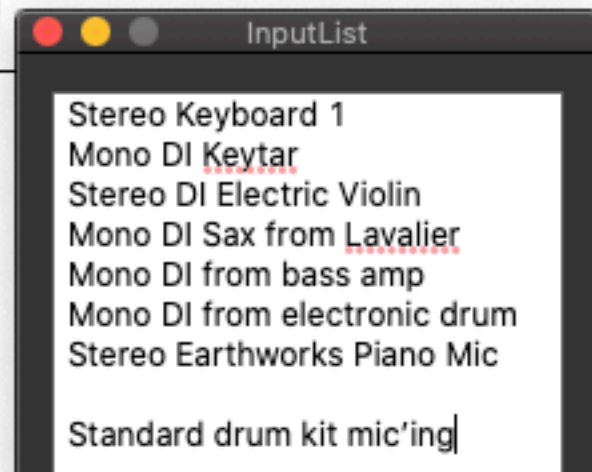 InputList
Stereo Keyboard 1
Mono DI Keytar
Stereo DI Electric Violin
Mono DI Sax from Lavalier
Mono DI from bass amp
Mono DI from electronic drum
Stereo Earthworks Piano Mic
Standard drum kit mic’ing